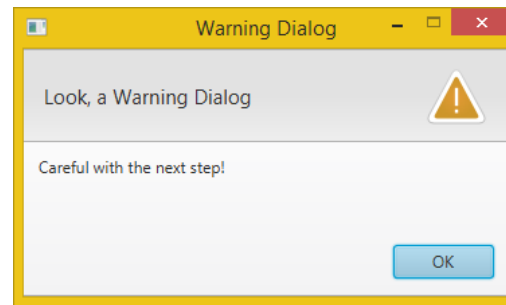 Warning Dialog
Look, a Warning Dialog
Careful with the next step!
OK